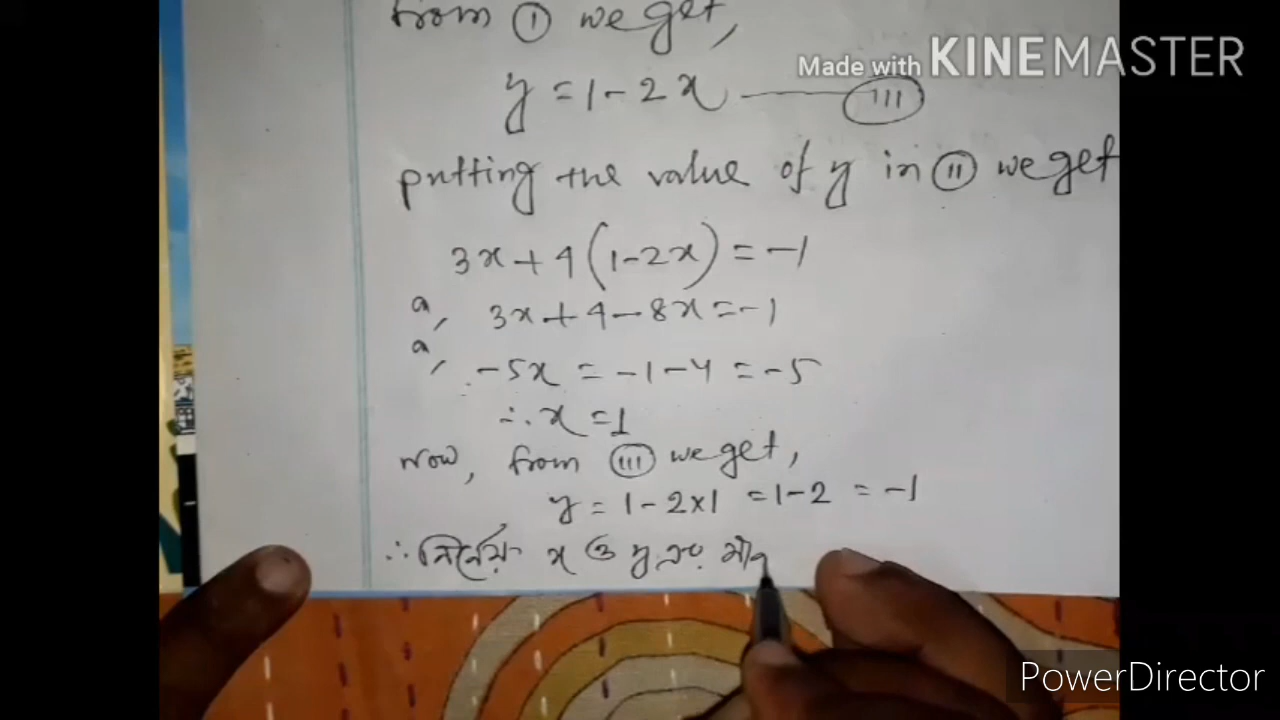 from (I) we get,
Made with KINEMASTER
y = 1 - 2x —— (III)
putting the value of y in (II) we get
3x + 4(1-2x) = -1
বা, 3x + 4 - 8x = -1
বা, -5x = -1 - 4 = -5
∴ x = 1
Now, from (III) we get,
y = 1 - 2×1 = 1-2 = -1
∴ নির্ণেয় x ও y এর মান
PowerDirector